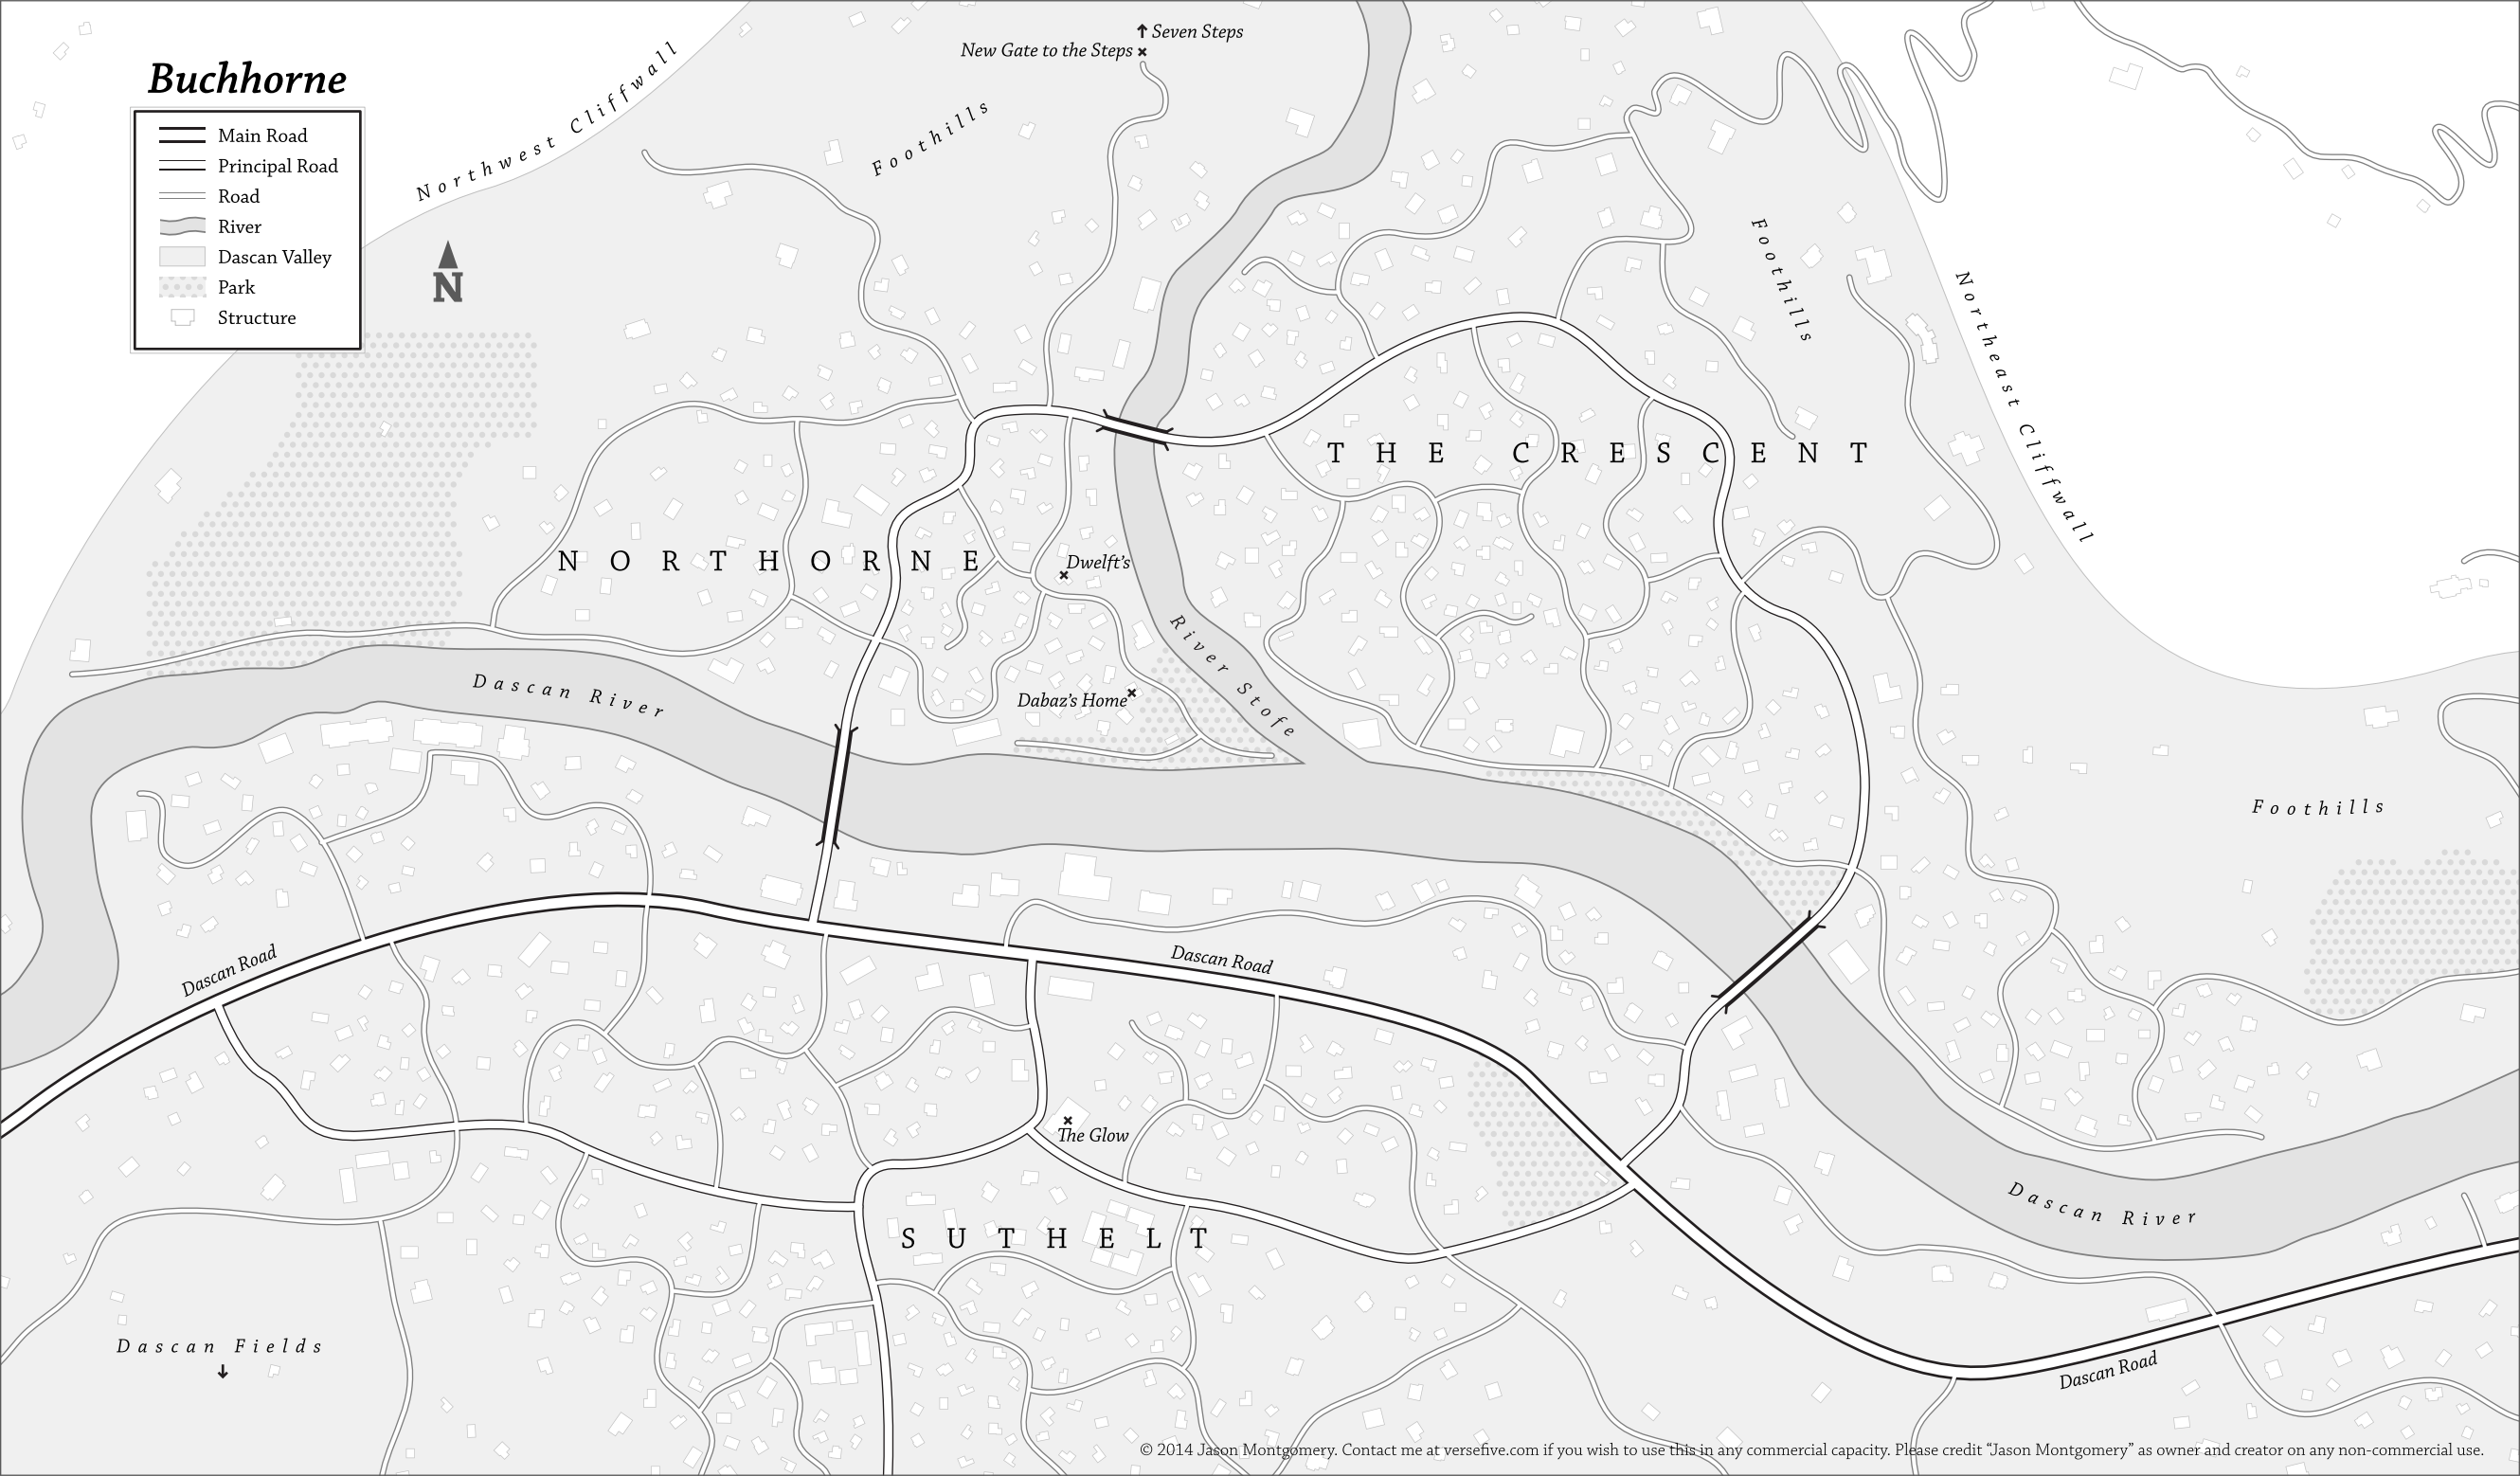 Buchhorne
Main Road
Principal Road
Road
River
Dascan Valley
Park
Structure
N
Northwest Cliffwall
Foothills
↑ Seven Steps
New Gate to the Steps ×
Foothills
Northeast Cliffwall
THE CRESCENT
NORTHORNE
Dwelft's
River Stofe
Dabaz's Home
Dascan River
Foothills
Dascan Road
Dascan Road
The Glow
SUTHELT
Dascan River
Dascan Fields
↓
Dascan Road
© 2014 Jason Montgomery. Contact me at versefive.com if you wish to use this in any commercial capacity. Please credit “Jason Montgomery” as owner and creator on any non-commercial use.